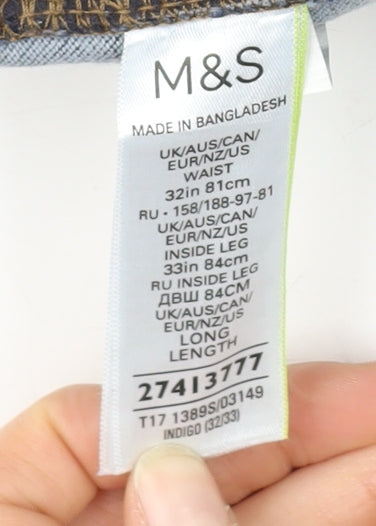 M&S
MADE IN BANGLADESH
UK/AUS/CAN/
EUR/NZ/US
WAIST
32in 81cm
RU - 158/188-97-81
UK/AUS/CAN/
EUR/NZ/US
INSIDE LEG
33in 84cm
RU INSIDE LEG
ДВШ 84CM
UK/AUS/CAN/
EUR/NZ/US
LONG
LENGTH
27413777
T17 1389S/03149
INDIGO (32/33)